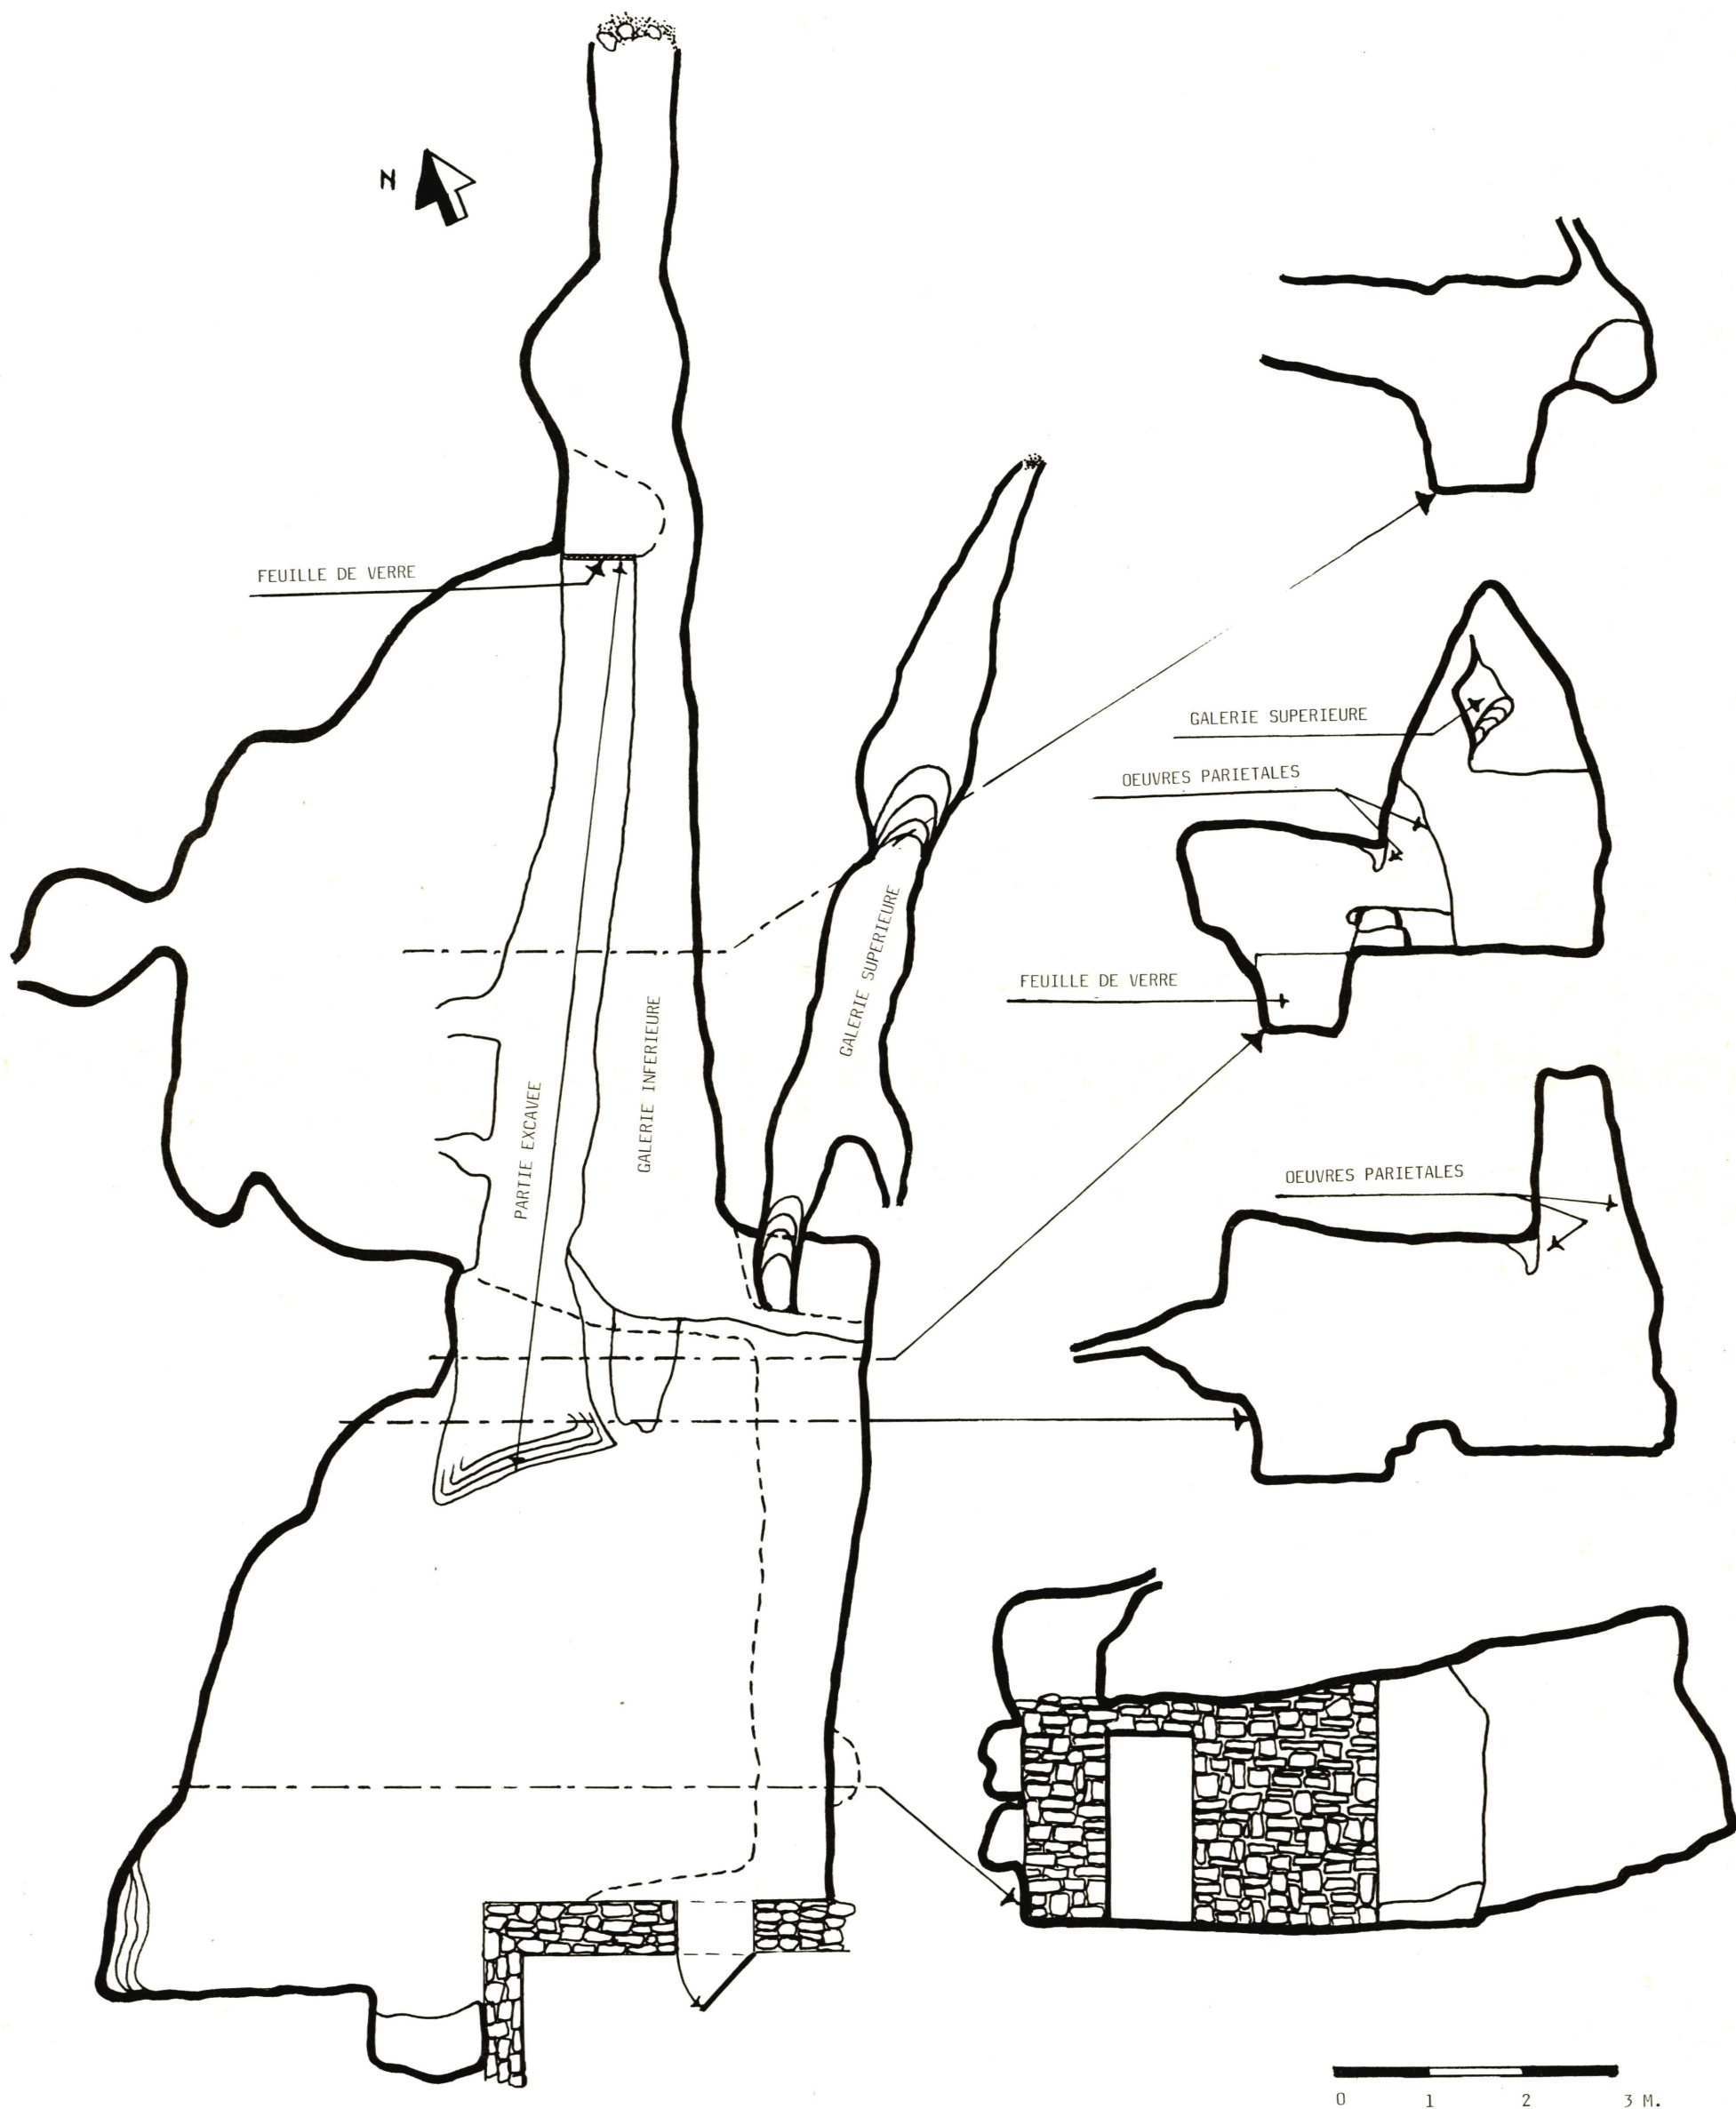 N
FEUILLE DE VERRE
GALERIE SUPERIEURE
OEUVRES PARIETALES
GALERIE SUPERIEURE
FEUILLE DE VERRE
GALERIE INFERIEURE
PARTIE EXCAVEE
OEUVRES PARIETALES
0 1 2 3 M.